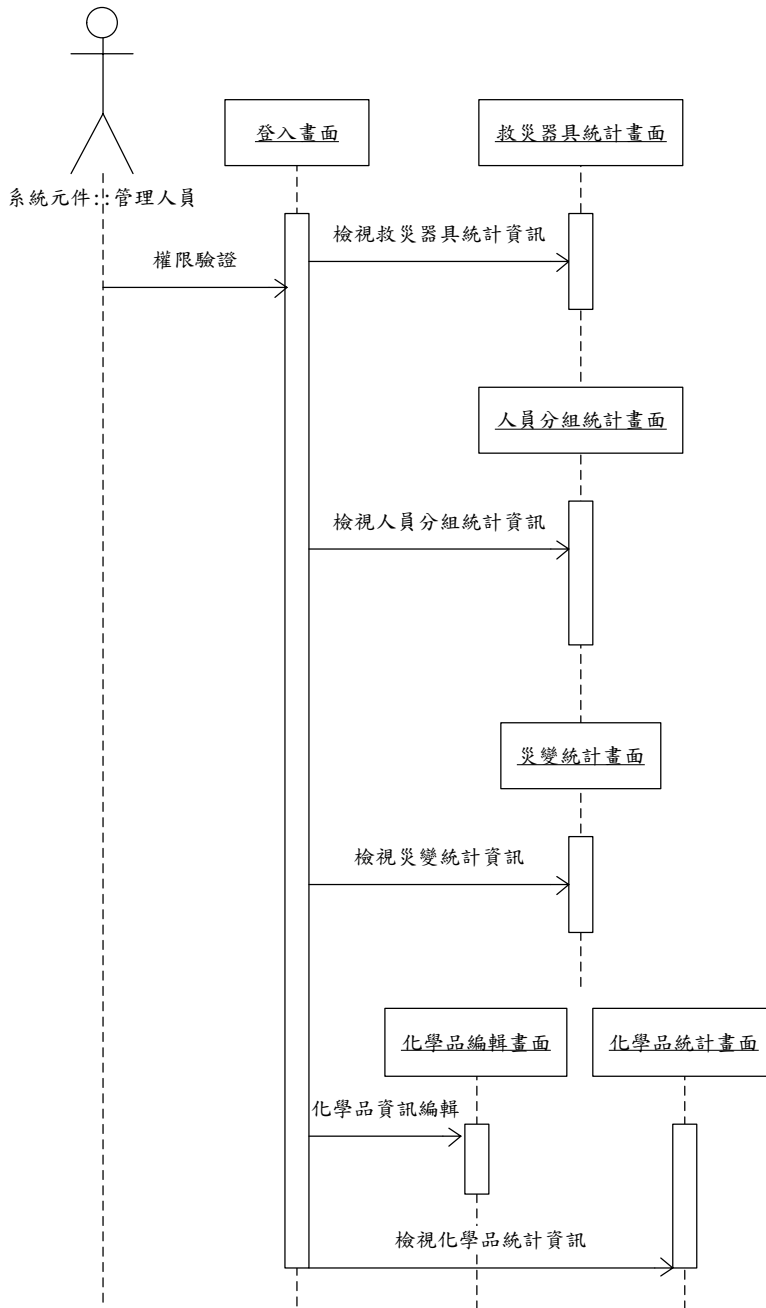 登入畫面
救災器具統計畫面
系統元件::管理人員
檢視救災器具統計資訊
權限驗證
人員分組統計畫面
檢視人員分組統計資訊
災變統計畫面
檢視災變統計資訊
化學品編輯畫面
化學品統計畫面
化學品資訊編輯
檢視化學品統計資訊